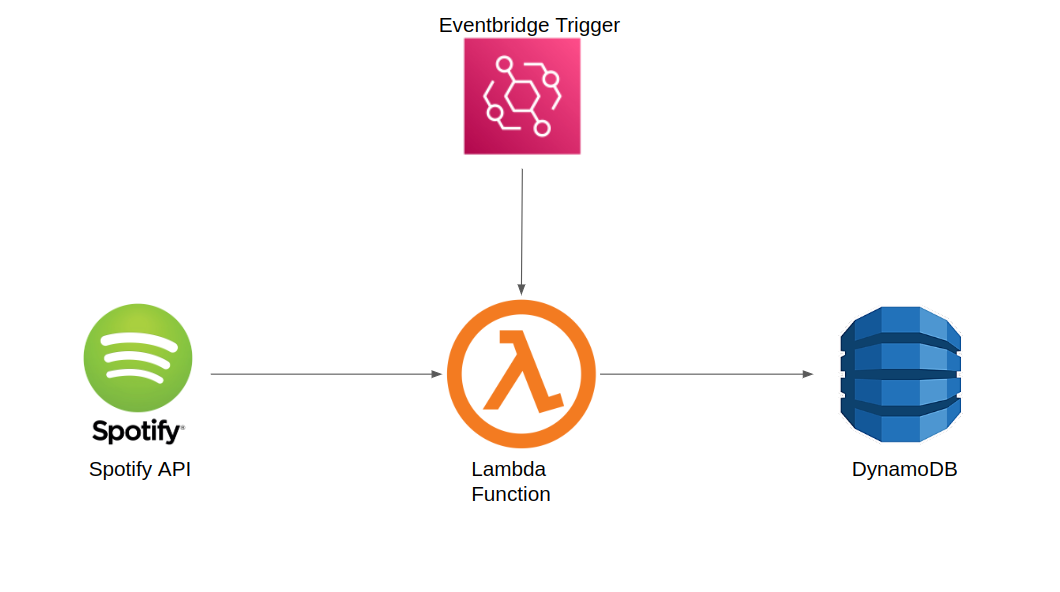 Eventbridge Trigger
Spotify®
Spotify API
Lambda
Function
DynamoDB